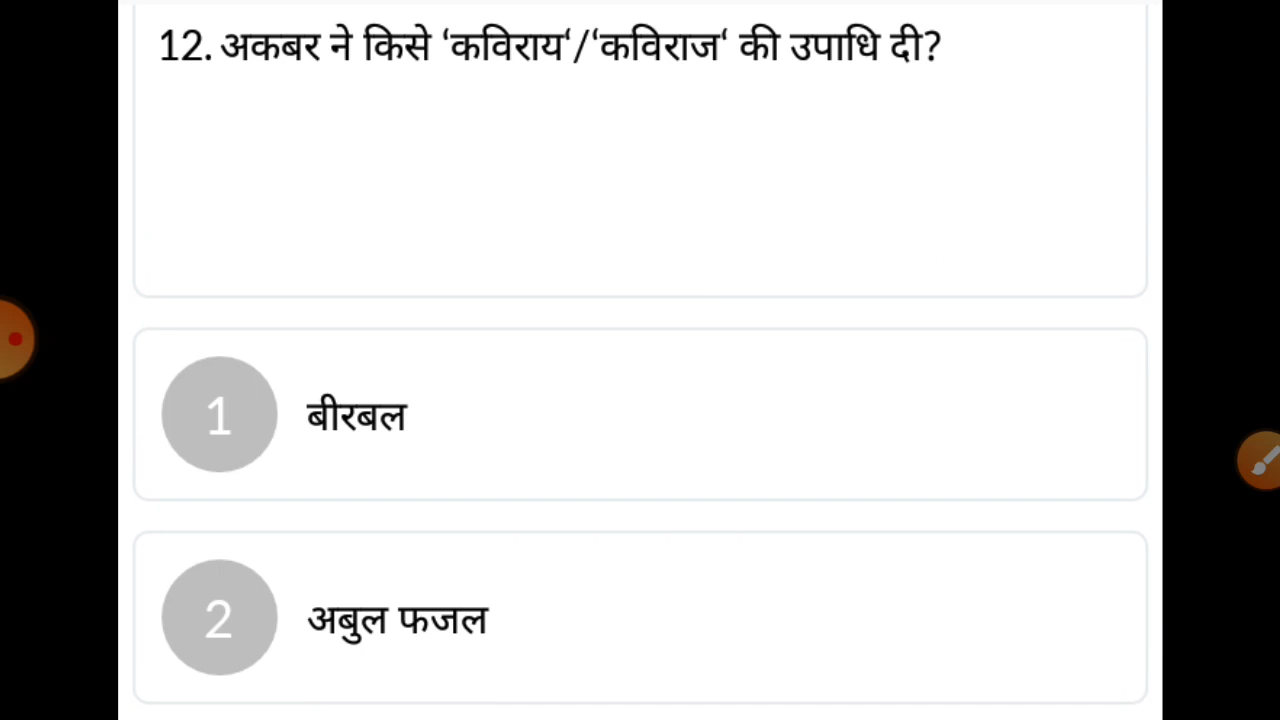 12. अकबर ने किसे ‘कविराय‘/‘कविराज‘ की उपाधि दी?
1
बीरबल
2
अबुल फजल